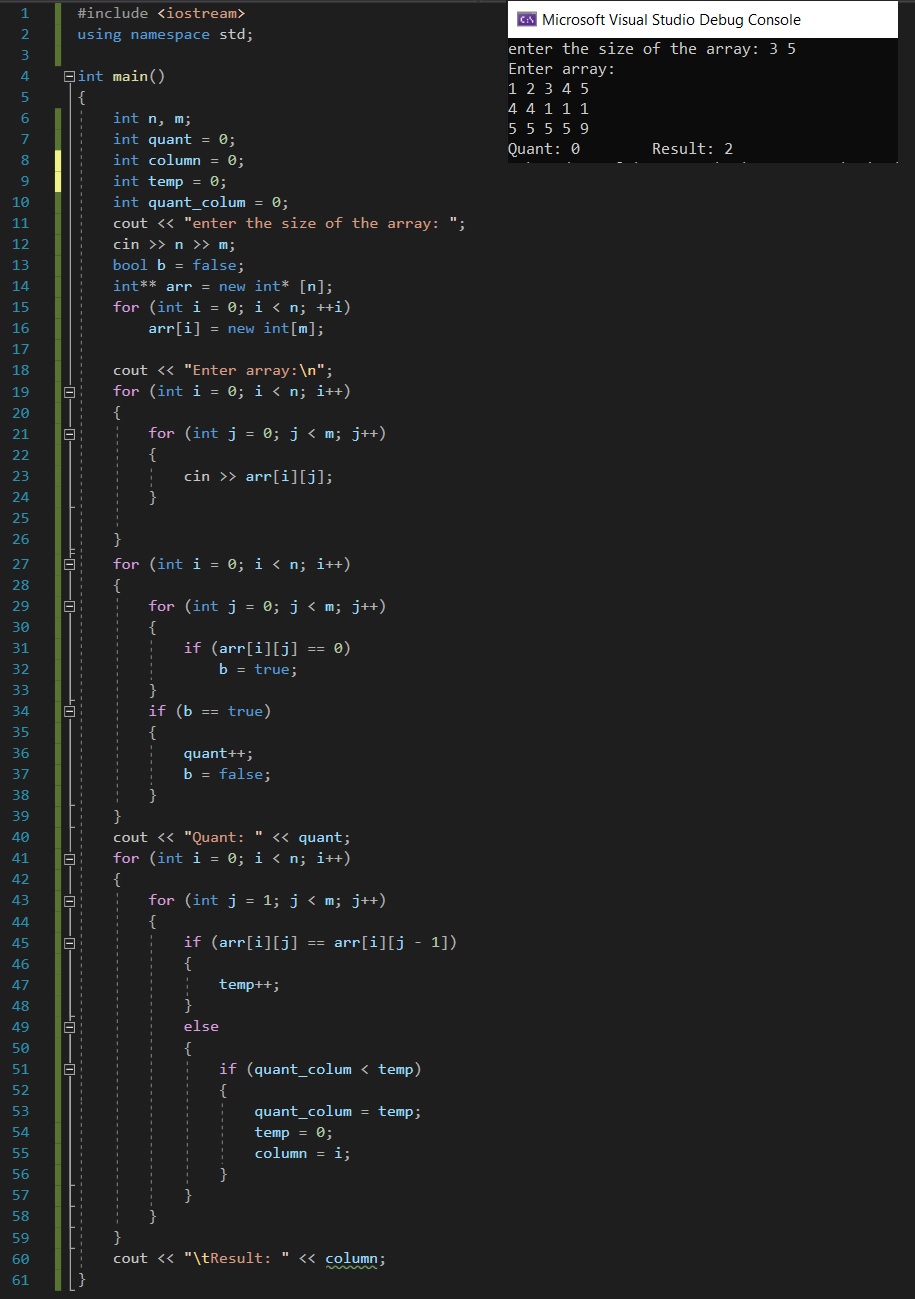 1 #include <iostream>
2 using namespace std;
3
4 int main()
5 {
6 int n, m;
7 int quant = 0;
8 int column = 0;
9 int temp = 0;
10 int quant_colum = 0;
11 cout << "enter the size of the array: ";
12 cin >> n >> m;
13 bool b = false;
14 int** arr = new int* [n];
15 for (int i = 0; i < n; ++i)
16 arr[i] = new int[m];
17
18 cout << "Enter array:\n";
19 for (int i = 0; i < n; i++)
20 {
21 for (int j = 0; j < m; j++)
22 {
23 cin >> arr[i][j];
24 }
25
26 }
27 for (int i = 0; i < n; i++)
28 {
29 for (int j = 0; j < m; j++)
30 {
31 if (arr[i][j] == 0)
32 b = true;
33 }
34 if (b == true)
35 {
36 quant++;
37 b = false;
38 }
39 }
40 cout << "Quant: " << quant;
41 for (int i = 0; i < n; i++)
42 {
43 for (int j = 1; j < m; j++)
44 {
45 if (arr[i][j] == arr[i][j - 1])
46 {
47 temp++;
48 }
49 else
50 {
51 if (quant_colum < temp)
52 {
53 quant_colum = temp;
54 temp = 0;
55 column = i;
56 }
57 }
58 }
59 }
60 cout << "\tResult: " << column;
61 }
Microsoft Visual Studio Debug Console
enter the size of the array: 3 5
Enter array:
1 2 3 4 5
4 4 1 1 1
5 5 5 5 9
Quant: 0 Result: 2